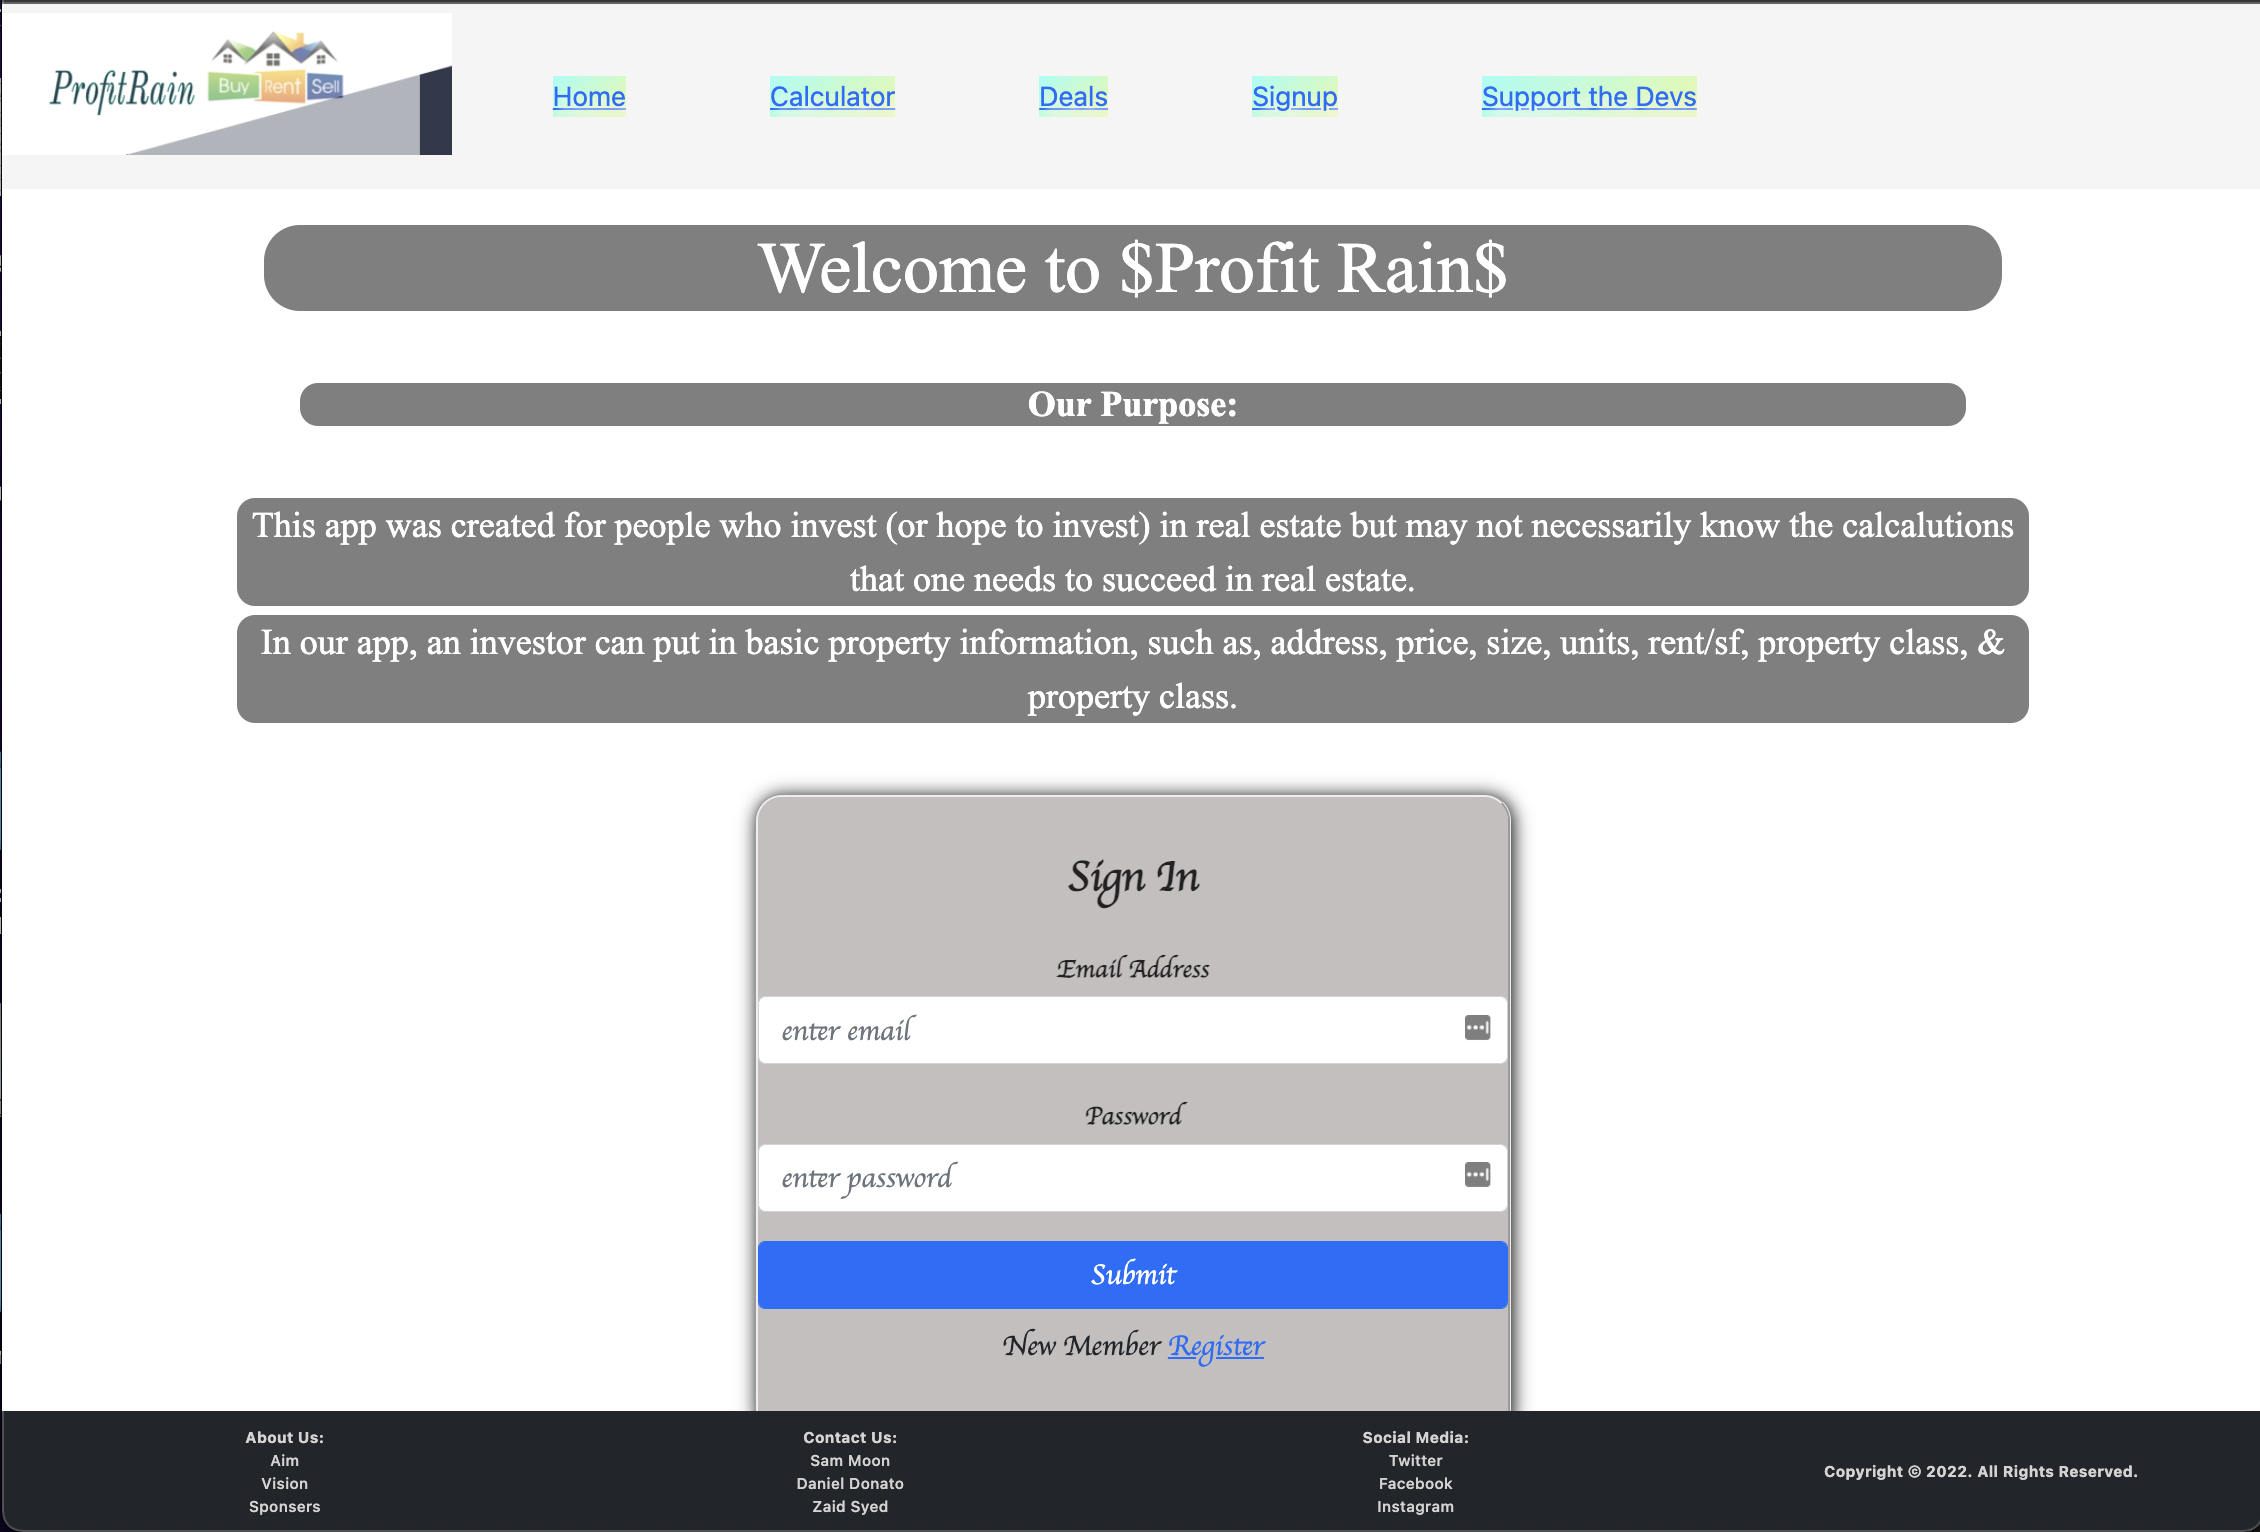 ProfitRain
Buy Rent Sell
Home
Calculator
Deals
Signup
Support the Devs
Welcome to $Profit Rain$
Our Purpose:
This app was created for people who invest (or hope to invest) in real estate but may not necessarily know the calcalutions
that one needs to succeed in real estate.
In our app, an investor can put in basic property information, such as, address, price, size, units, rent/sf, property class, &
property class.
Sign In
Email Address
enter email
Password
enter password
Submit
New Member Register
About Us:
Aim
Vision
Sponsers
Contact Us:
Sam Moon
Daniel Donato
Zaid Syed
Social Media:
Twitter
Facebook
Instagram
Copyright © 2022. All Rights Reserved.